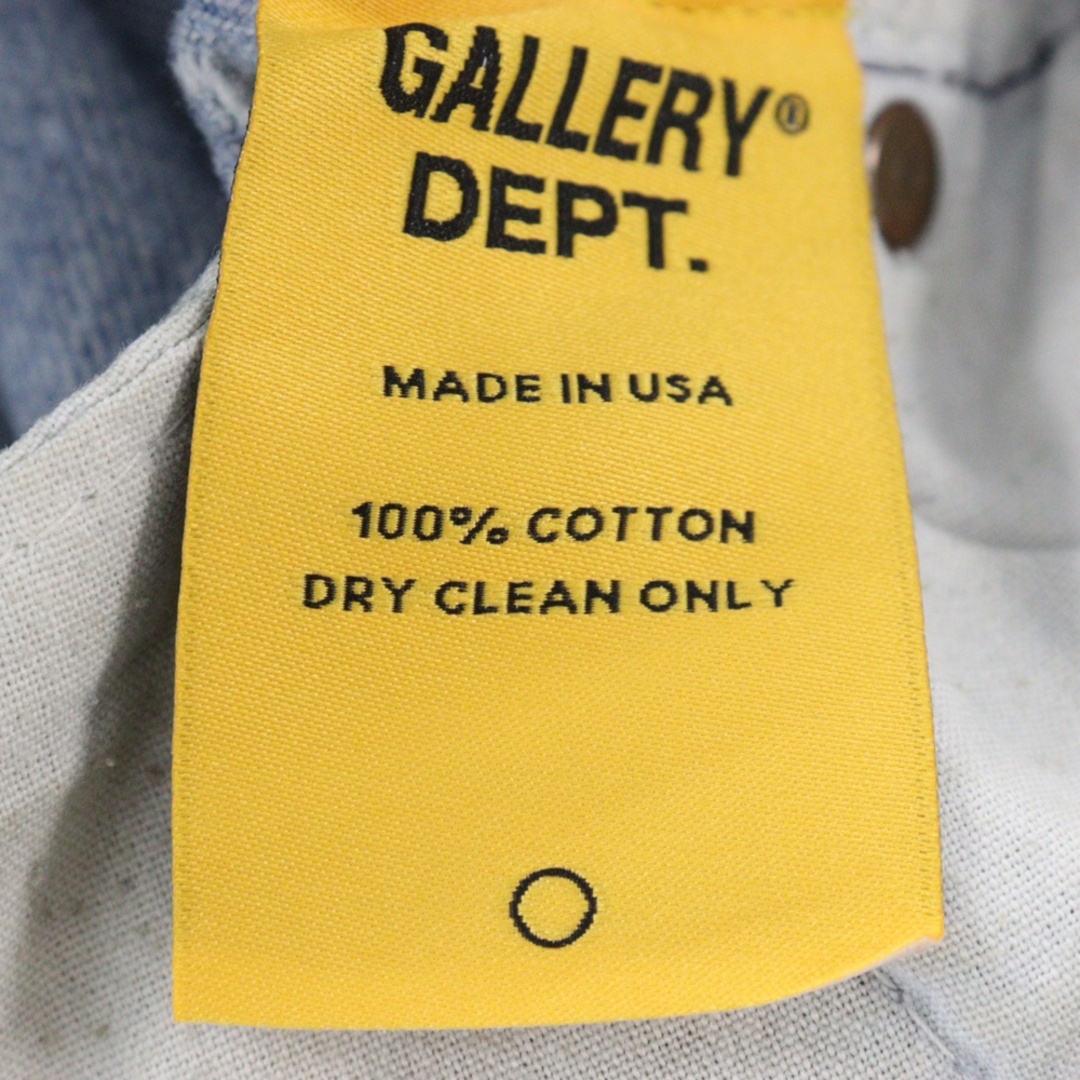 GALLERY®
DEPT.
MADE IN USA
100% COTTON
DRY CLEAN ONLY